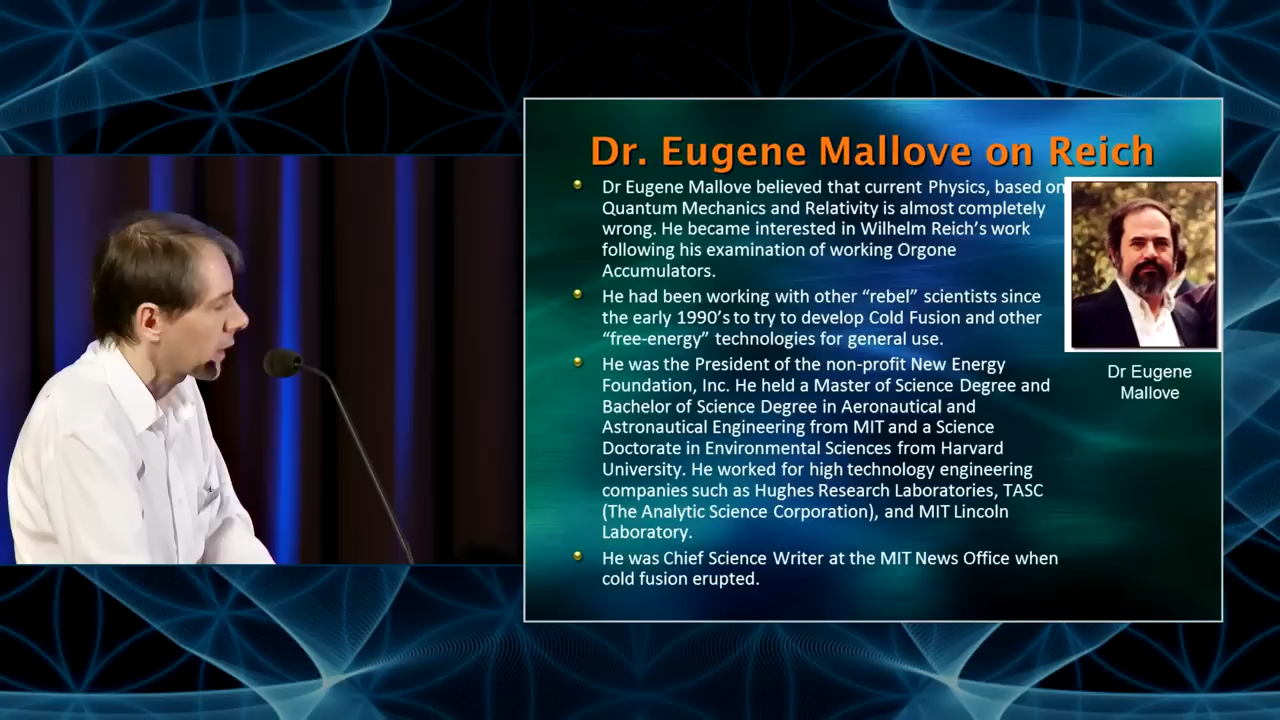 Dr. Eugene Mallove on Reich
Dr Eugene Mallove believed that current Physics, based on
Quantum Mechanics and Relativity is almost completely
wrong. He became interested in Wilhelm Reich’s work
following his examination of working Orgone
Accumulators.
He had been working with other “rebel” scientists since
the early 1990’s to try to develop Cold Fusion and other
“free-energy” technologies for general use.
He was the President of the non-profit New Energy
Foundation, Inc. He held a Master of Science Degree and
Bachelor of Science Degree in Aeronautical and
Astronautical Engineering from MIT and a Science
Doctorate in Environmental Sciences from Harvard
University. He worked for high technology engineering
companies such as Hughes Research Laboratories, TASC
(The Analytic Science Corporation), and MIT Lincoln
Laboratory.
He was Chief Science Writer at the MIT News Office when
cold fusion erupted.
Dr Eugene
Mallove